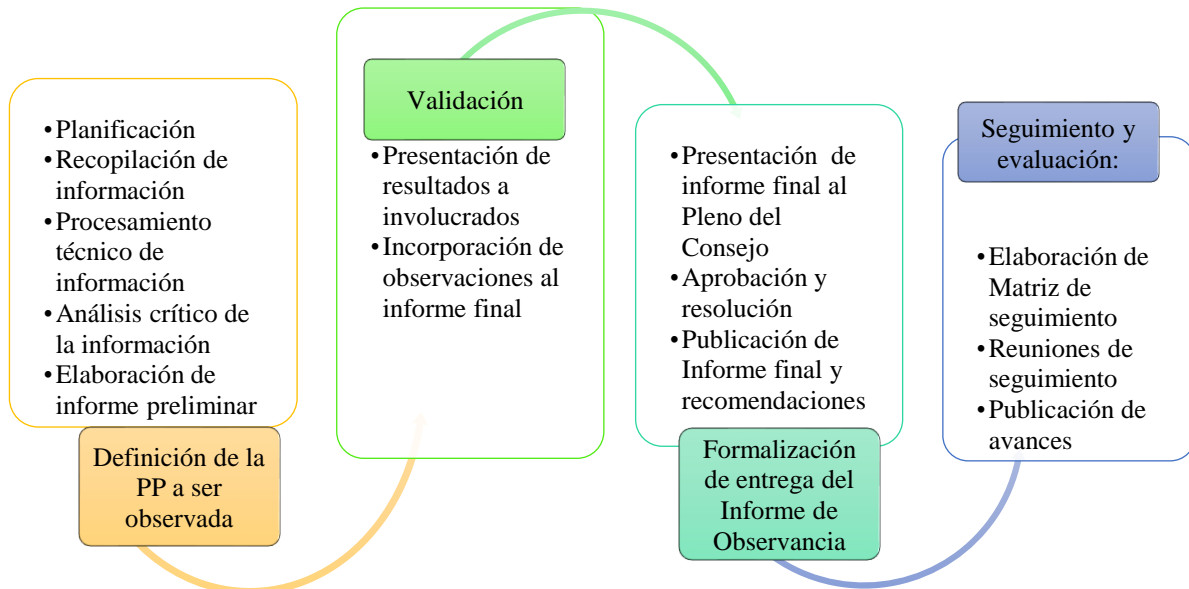 •Planificación
•Recopilación de
información
•Procesamiento
técnico de
información
•Análisis crítico de
la información
•Elaboración de
informe preliminar
Definición de la
PP a ser
observada
Validación
•Presentación de
resultados a
involucrados
•Incorporación de
observaciones al
informe final
•Presentación de
informe final al
Pleno del
Consejo
•Aprobación y
resolución
•Publicación de
Informe final y
recomendaciones
Formalización
de entrega del
Informe de
Observancia
Seguimiento y
evaluación:
•Elaboración de
Matriz de
seguimiento
•Reuniones de
seguimiento
•Publicación de
avances